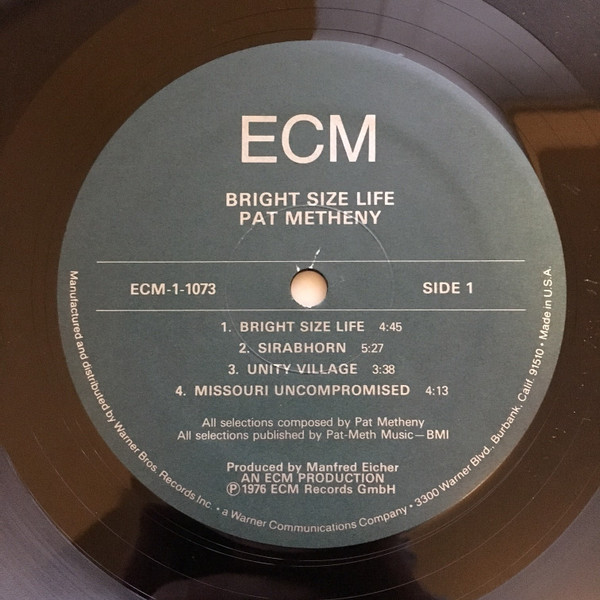 ECM
BRIGHT SIZE LIFE
PAT METHENY
ECM-1-1073 SIDE 1
1. BRIGHT SIZE LIFE 4:45
2. SIRABHORN 5:27
3. UNITY VILLAGE 3:38
4. MISSOURI UNCOMPROMISED 4:13
All selections composed by Pat Metheny
All selections published by Pat-Meth Music—BMI
Produced by Manfred Eicher
AN ECM PRODUCTION
Ⓟ1976 ECM Records GmbH
Manufactured and distributed by Warner Bros. Records Inc. • a Warner Communications Company • 3300 Warner Blvd., Burbank, Calif. 91510 • Made in U.S.A.